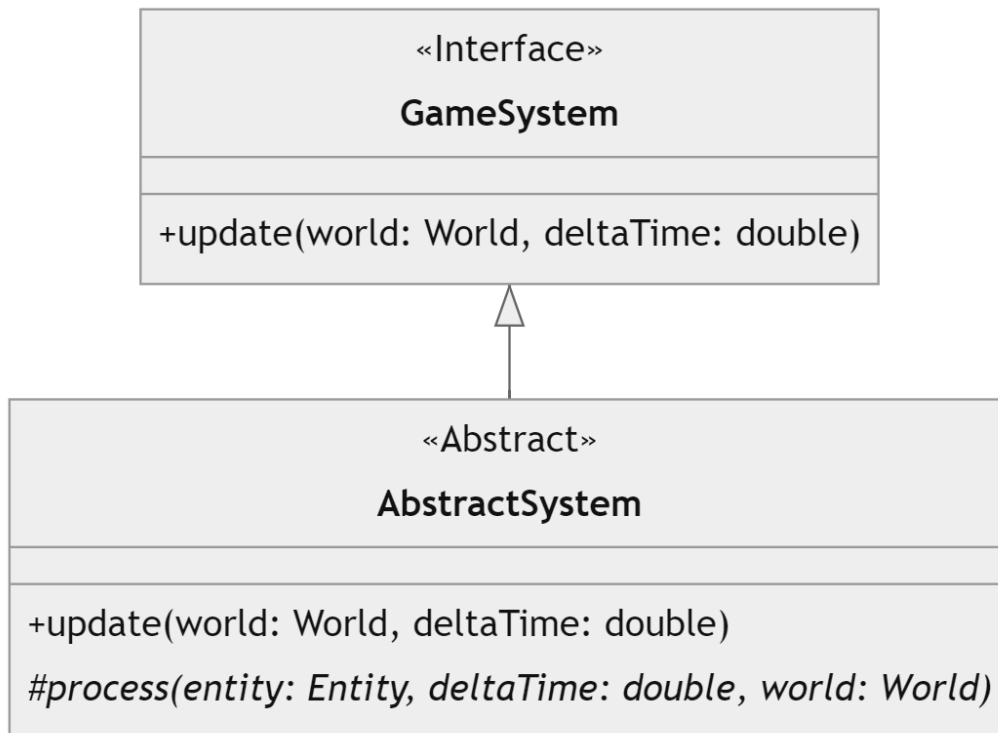 «Interface»
GameSystem
+update(world: World, deltaTime: double)
«Abstract»
AbstractSystem
+update(world: World, deltaTime: double)
#process(entity: Entity, deltaTime: double, world: World)